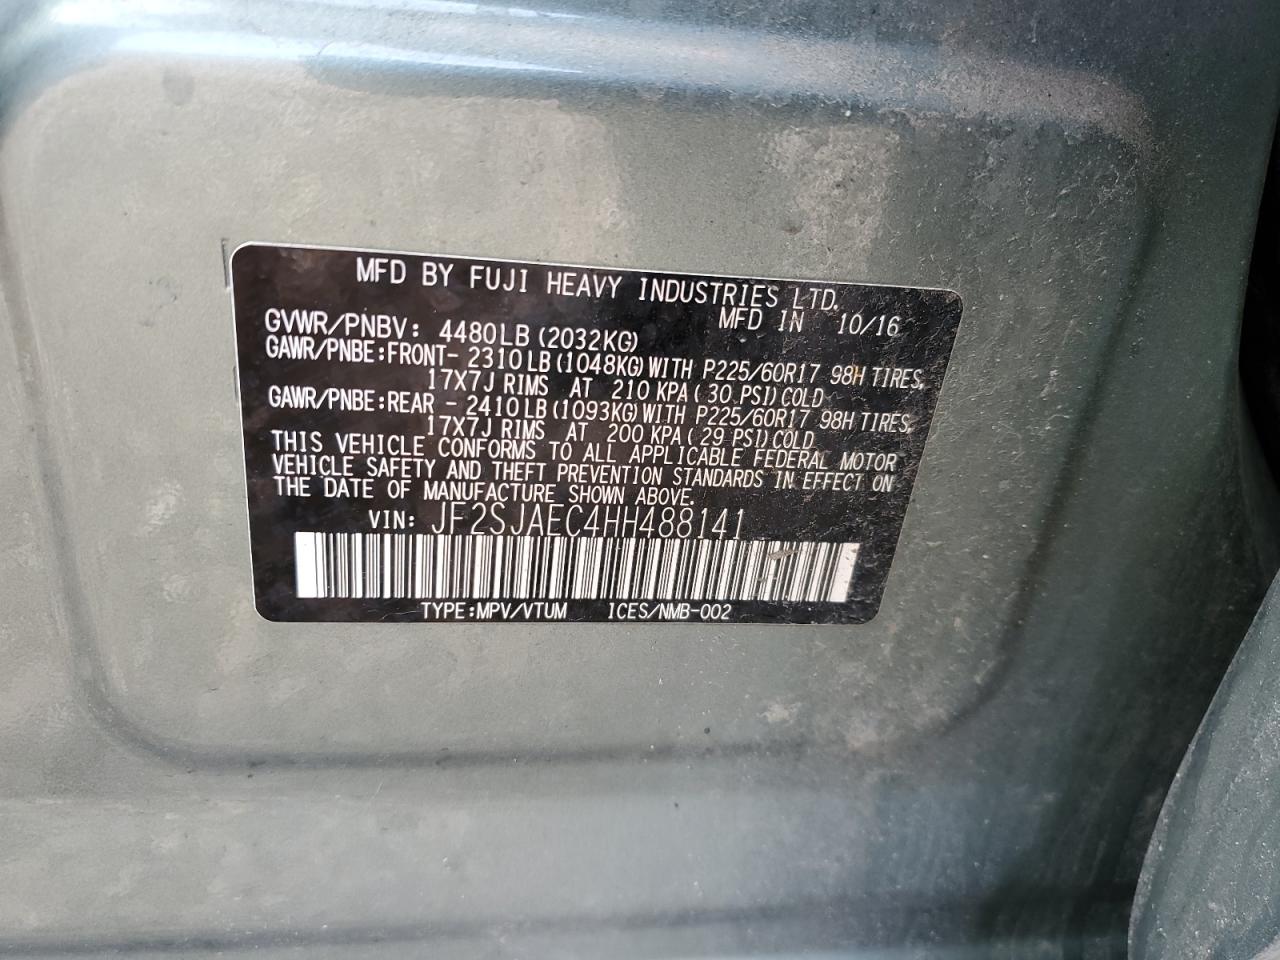 MFD BY FUJI HEAVY INDUSTRIES LTD.
MFD IN 10/16
GVWR/PNBV: 4480LB (2032KG)
GAWR/PNBE:FRONT- 2310LB (1048KG) WITH P225/60R17 98H TIRES,
17X7J RIMS AT 210 KPA (30 PSI) COLD
GAWR/PNBE:REAR - 2410LB (1093KG) WITH P225/60R17 98H TIRES,
17X7J RIMS AT 200 KPA (29 PSI) COLD
THIS VEHICLE CONFORMS TO ALL APPLICABLE FEDERAL MOTOR
VEHICLE SAFETY AND THEFT PREVENTION STANDARDS IN EFFECT ON
THE DATE OF MANUFACTURE SHOWN ABOVE.
VIN: JF2SJAEC4HH488141
TYPE:MPV/VTUM ICES/NMB-002